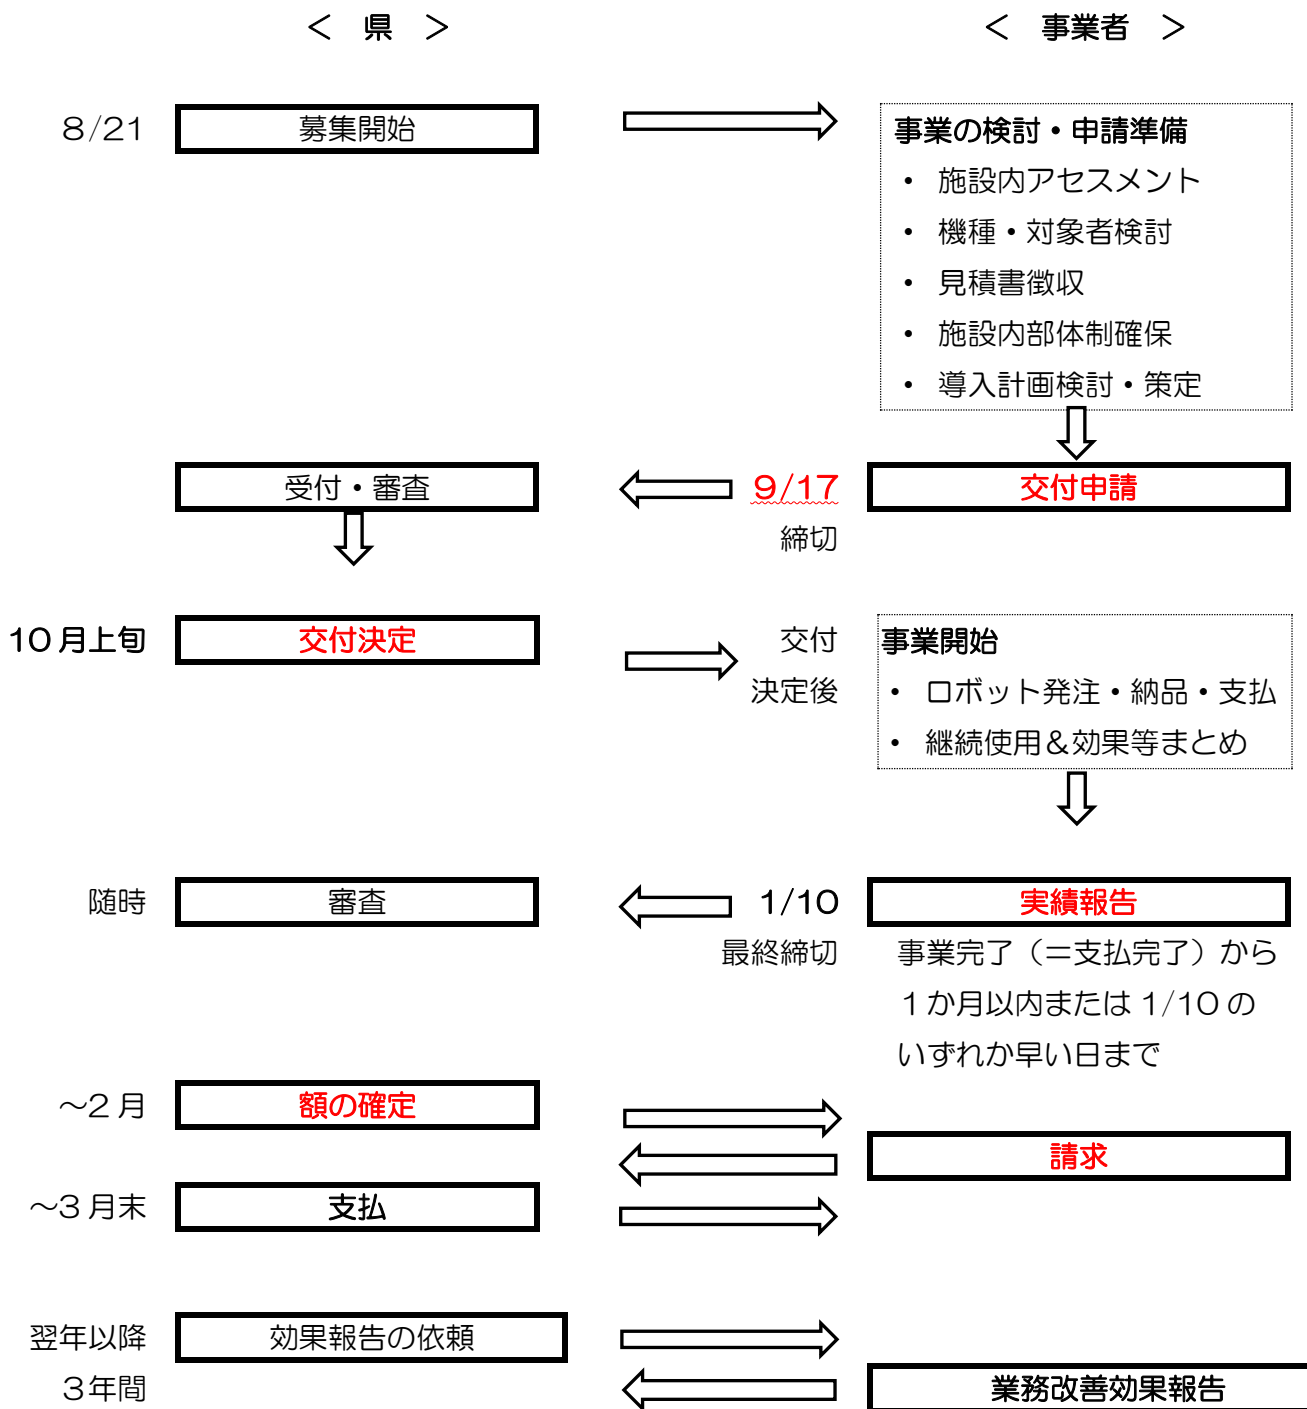 ＜　県　＞
＜　事業者　＞
８/21
募集開始
事業の検討・申請準備
・ 施設内アセスメント
・ 機種・対象者検討
・ 見積書徴収
・ 施設内部体制確保
・ 導入計画検討・策定
受付・審査
9/17
締切
交付申請
10月上旬
交付決定
交付
決定後
事業開始
・ ロボット発注・納品・支払
・ 継続使用＆効果等まとめ
随時
審査
1/10
最終締切
実績報告
事業完了（＝支払完了）から
１か月以内または 1/10 の
いずれか早い日まで
～２月
額の確定
請求
～３月末
支払
翌年以降
３年間
効果報告の依頼
業務改善効果報告